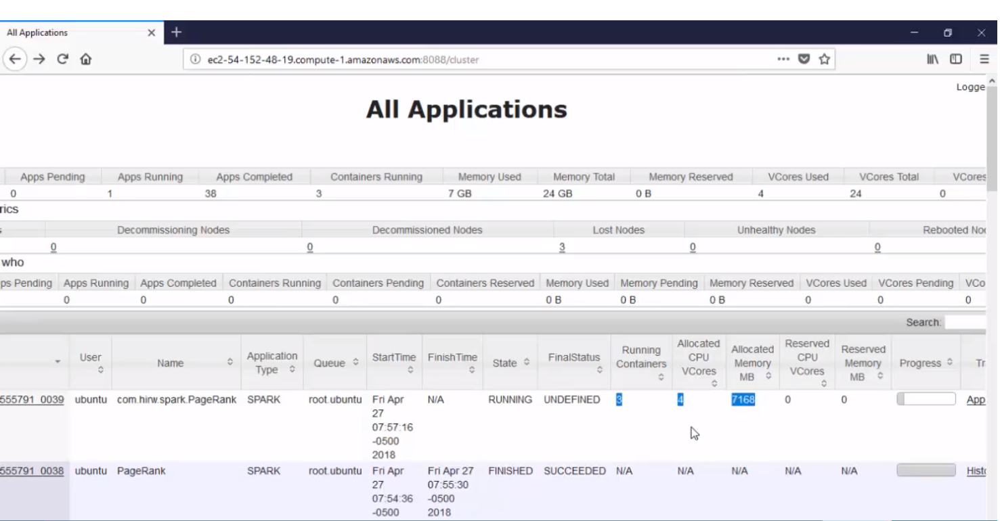 All Applications
ec2-54-152-48-19.compute-1.amazonaws.com:8088/cluster
Logge
All Applications
Apps Pending Apps Running Apps Completed Containers Running Memory Used Memory Total Memory Reserved VCores Used VCores Total VCores
0 1 38 3 7 GB 24 GB 0 B 4 24 0
rics
s Decommissioning Nodes Decommissioned Nodes Lost Nodes Unhealthy Nodes Rebooted Noc
0 0 3 0 0
who
ps Pending Apps Running Apps Completed Containers Running Containers Pending Containers Reserved Memory Used Memory Pending Memory Reserved VCores Used VCores Pending VCo
0 0 0 0 0 0 B 0 B 0 B 0 0 0
Search:
User Name Application Type Queue StartTime FinishTime State FinalStatus Running Containers Allocated CPU VCores Allocated Memory MB Reserved CPU VCores Reserved Memory MB Progress Tr
555791_0039 ubuntu com.hirw.spark.PageRank SPARK root.ubuntu Fri Apr N/A RUNNING UNDEFINED 3 4 7168 0 0 App
27
07:57:16
-0500
2018
555791_0038 ubuntu PageRank SPARK root.ubuntu Fri Apr Fri Apr 27 FINISHED SUCCEEDED N/A N/A N/A N/A N/A Histo
27 07:55:30
07:54:36 -0500
-0500 2018